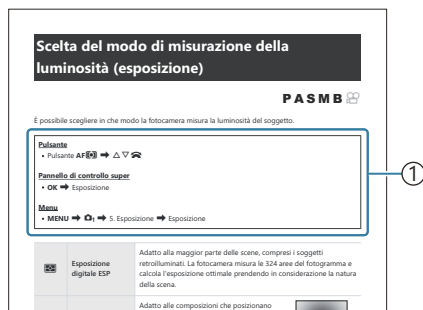 Scelta del modo di misurazione della
luminosità (esposizione)
PASMB
È possibile scegliere in che modo la fotocamera misura la luminosità del soggetto.
Pulsante
• Pulsante AF ➡ △▽
Pannello di controllo super
• OK ➡ Esposizione
Menu
• MENU ➡ 1 ➡ S. Esposizione ➡ Esposizione
1
Esposizione
digitale ESP
Adatto alla maggior parte delle scene, compresi i soggetti
retroilluminati. La fotocamera misura le 324 aree del fotogramma e
calcola l'esposizione ottimale prendendo in considerazione la natura
della scena.
Adatto alle composizioni che posizionano